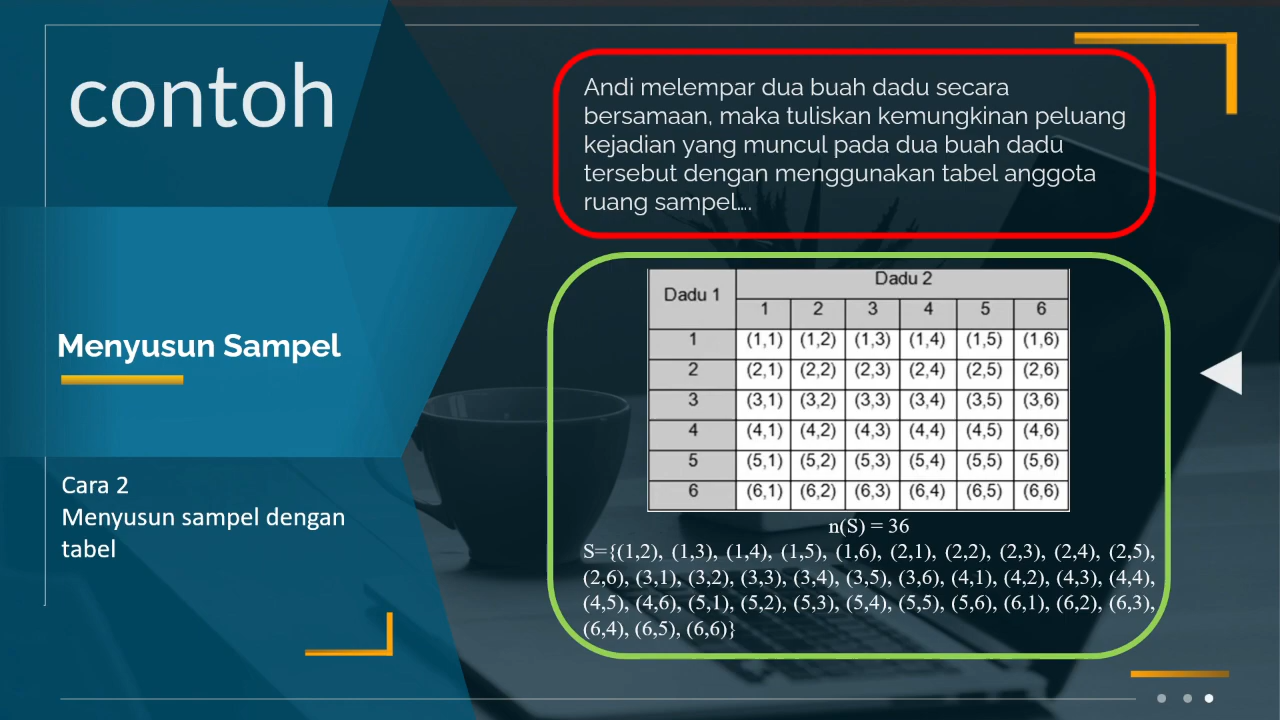 contoh
Menyusun Sampel
Cara 2
Menyusun sampel dengan
tabel
Andi melempar dua buah dadu secara
bersamaan, maka tuliskan kemungkinan peluang
kejadian yang muncul pada dua buah dadu
tersebut dengan menggunakan tabel anggota
ruang sampel....
Dadu 1 Dadu 2
1 2 3 4 5 6
1 (1,1) (1,2) (1,3) (1,4) (1,5) (1,6)
2 (2,1) (2,2) (2,3) (2,4) (2,5) (2,6)
3 (3,1) (3,2) (3,3) (3,4) (3,5) (3,6)
4 (4,1) (4,2) (4,3) (4,4) (4,5) (4,6)
5 (5,1) (5,2) (5,3) (5,4) (5,5) (5,6)
6 (6,1) (6,2) (6,3) (6,4) (6,5) (6,6)
n(S) = 36
S={(1,2), (1,3), (1,4), (1,5), (1,6), (2,1), (2,2), (2,3), (2,4), (2,5),
(2,6), (3,1), (3,2), (3,3), (3,4), (3,5), (3,6), (4,1), (4,2), (4,3), (4,4),
(4,5), (4,6), (5,1), (5,2), (5,3), (5,4), (5,5), (5,6), (6,1), (6,2), (6,3),
(6,4), (6,5), (6,6)}